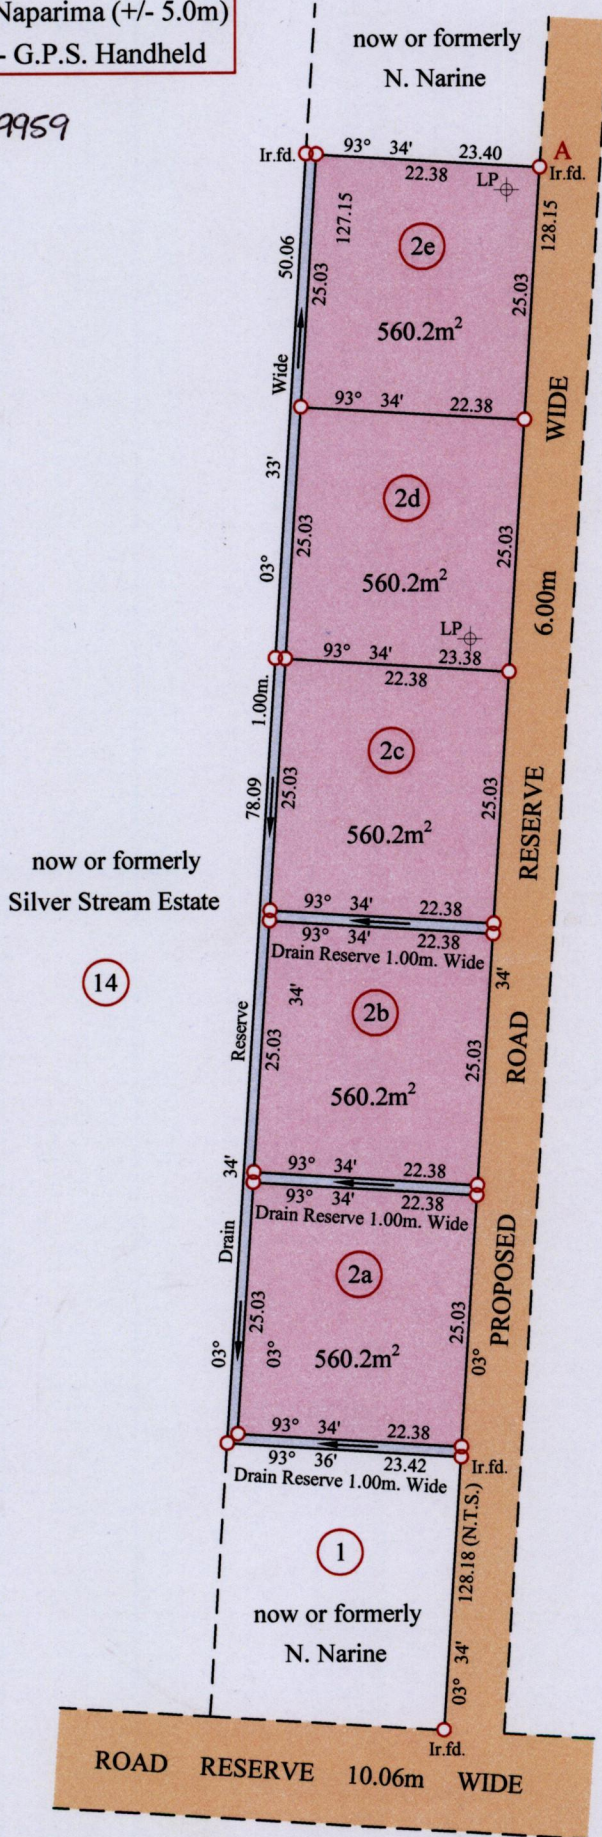 Naparima (+/- 5.0m)
- G.P.S. Handheld
9959
now or formerly
N. Narine
Ir.fd.
93° 34' 23.40
A
22.38
LP
Ir.fd.
50.06
127.15
25.03
2e
560.2m²
25.03
128.15
Wide
93° 34' 22.38
WIDE
33'
2d
25.03
560.2m²
25.03
03°
6.00m
LP
93° 34' 23.38
22.38
1.00m.
2c
78.09
25.03
560.2m²
25.03
RESERVE
now or formerly
Silver Stream Estate
14
93° 34' 22.38
93° 34' 22.38
Drain Reserve 1.00m. Wide
34'
34'
2b
Reserve
25.03
560.2m²
25.03
ROAD
34'
93° 34' 22.38
93° 34' 22.38
Drain Reserve 1.00m. Wide
Drain
2a
25.03
560.2m²
25.03
PROPOSED
03°
03°
03°
93° 34' 22.38
93° 36' 23.42
Ir.fd.
Drain Reserve 1.00m. Wide
1
128.18 (N.T.S.)
now or formerly
N. Narine
03° 34'
Ir.fd.
ROAD RESERVE 10.06m WIDE